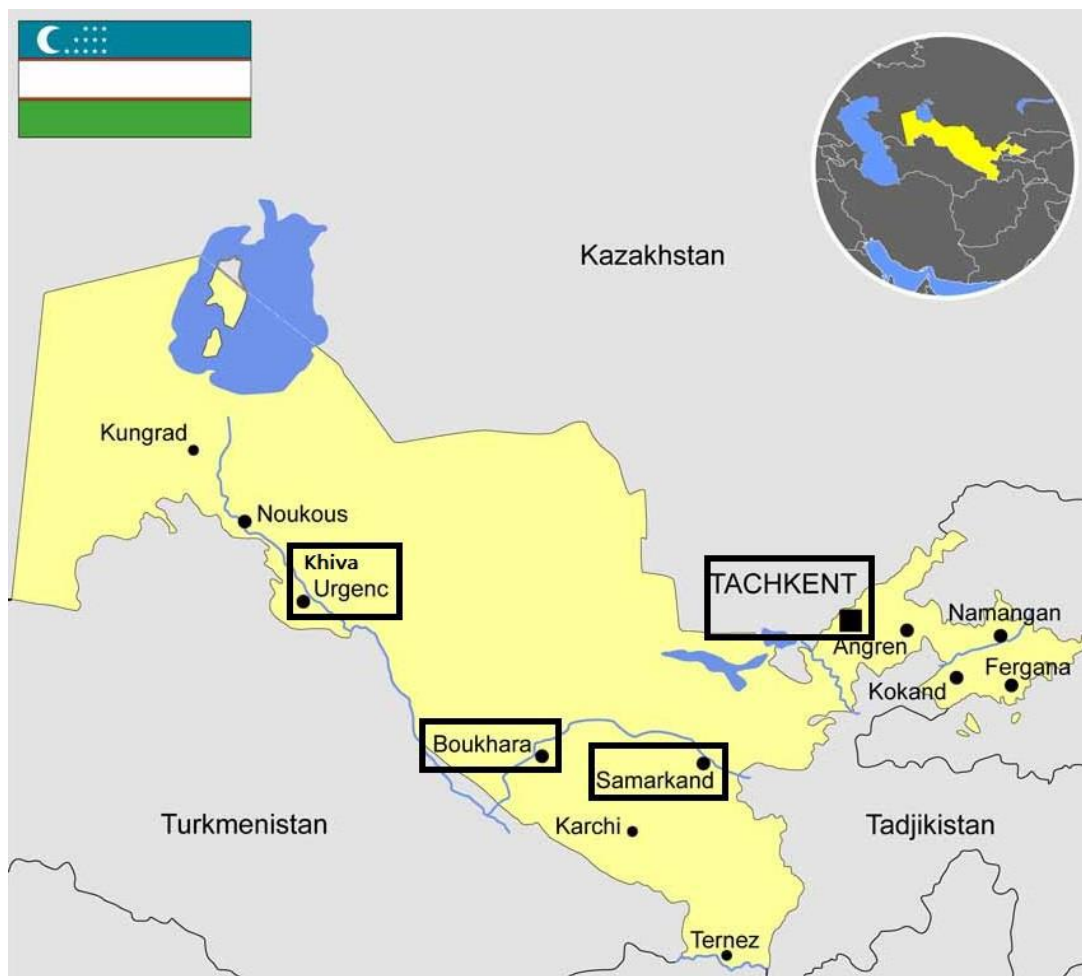 Kazakhstan
Kungrad
Noukous
Khiva
Urgenc
TACHKENT
Namangan
Angren
Fergana
Kokand
Boukhara
Samarkand
Turkmenistan
Karchi
Tadjikistan
Ternez